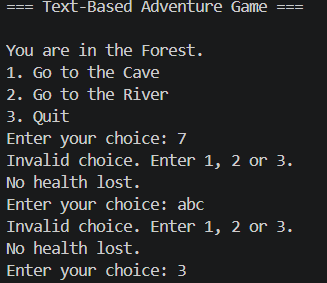 === Text-Based Adventure Game ===
You are in the Forest.
1. Go to the Cave
2. Go to the River
3. Quit
Enter your choice: 7
Invalid choice. Enter 1, 2 or 3.
No health lost.
Enter your choice: abc
Invalid choice. Enter 1, 2 or 3.
No health lost.
Enter your choice: 3